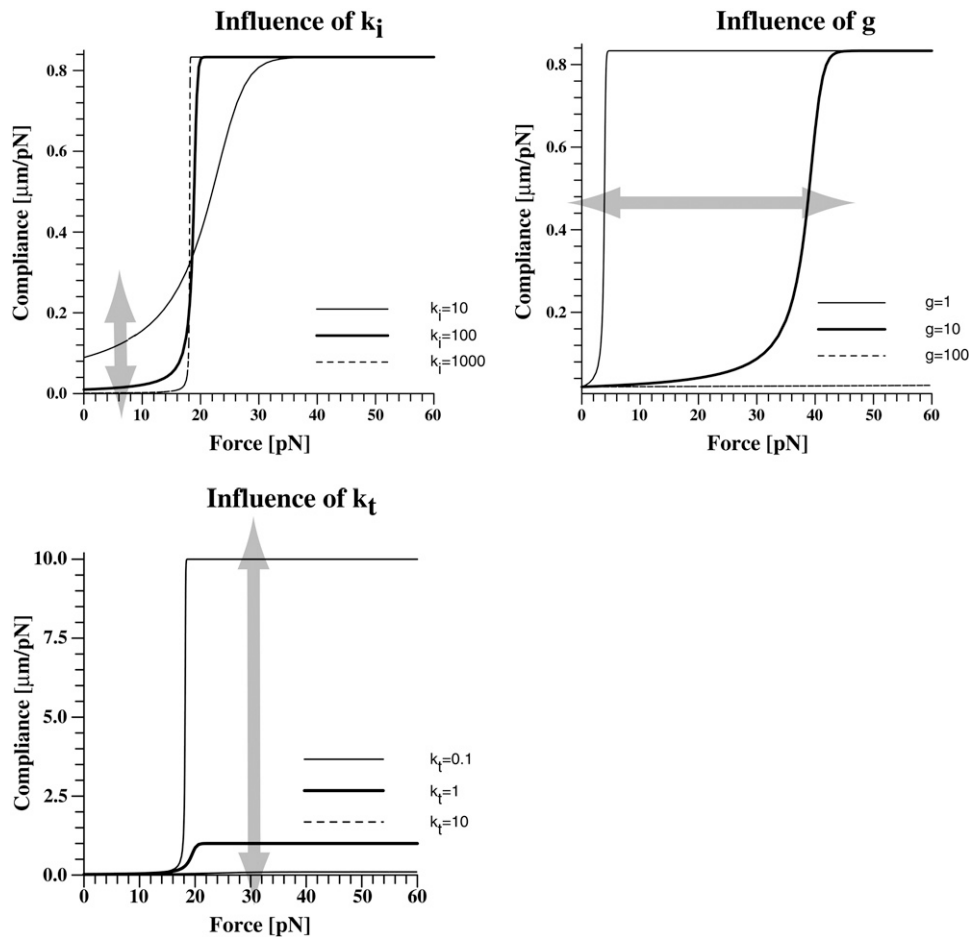 Influence of ki
Compliance [μm/pN]
0.8
0.6
0.4
0.2
0.0
0 10 20 30 40 50 60
Force [pN]
ki=10
ki=100
ki=1000
Influence of g
Compliance [μm/pN]
0.8
0.6
0.4
0.2
0 10 20 30 40 50 60
Force [pN]
g=1
g=10
g=100
Influence of kt
Compliance [μm/pN]
10.0
7.5
5.0
2.5
0.0
0 10 20 30 40 50 60
Force [pN]
kt=0.1
kt=1
kt=10